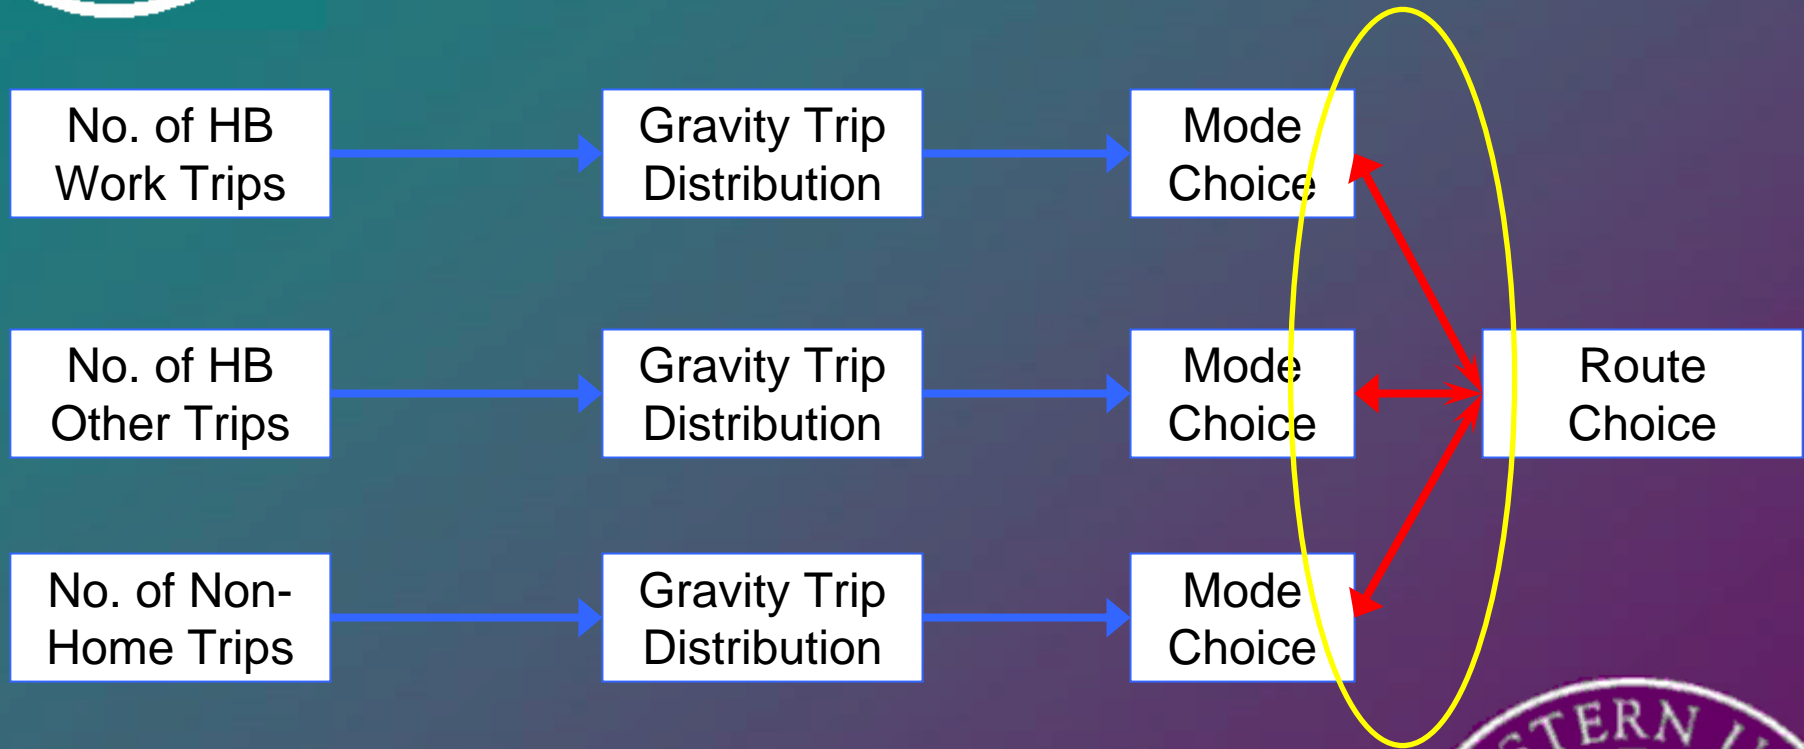 No. of HB
Work Trips
Gravity Trip
Distribution
Mode
Choice
No. of HB
Other Trips
Gravity Trip
Distribution
Mode
Choice
Route
Choice
No. of Non-
Home Trips
Gravity Trip
Distribution
Mode
Choice